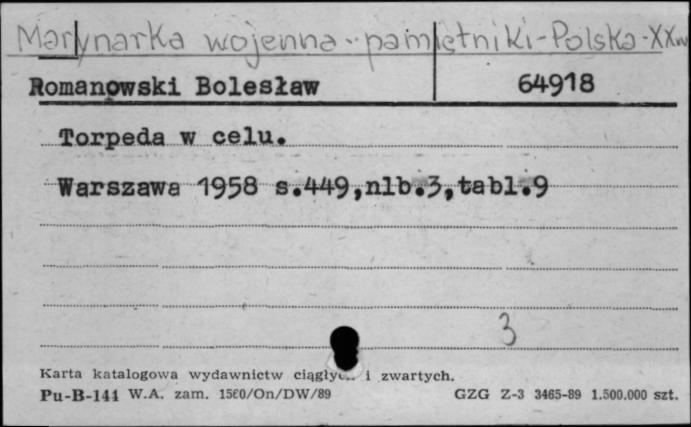 Marynarka wojenna - pamiętniki - Polska - XXw
Romanowski Bolesław 64918
Torpeda w celu.
Warszawa 1958 s.449,nlb.3,tabl.9
3
Karta katalogowa wydawnictw ciągłych i zwartych.
Pu-B-144 W.A. zam. 1560/On/DW/89 GZG Z-3 3465-89 1.500.000 szt.